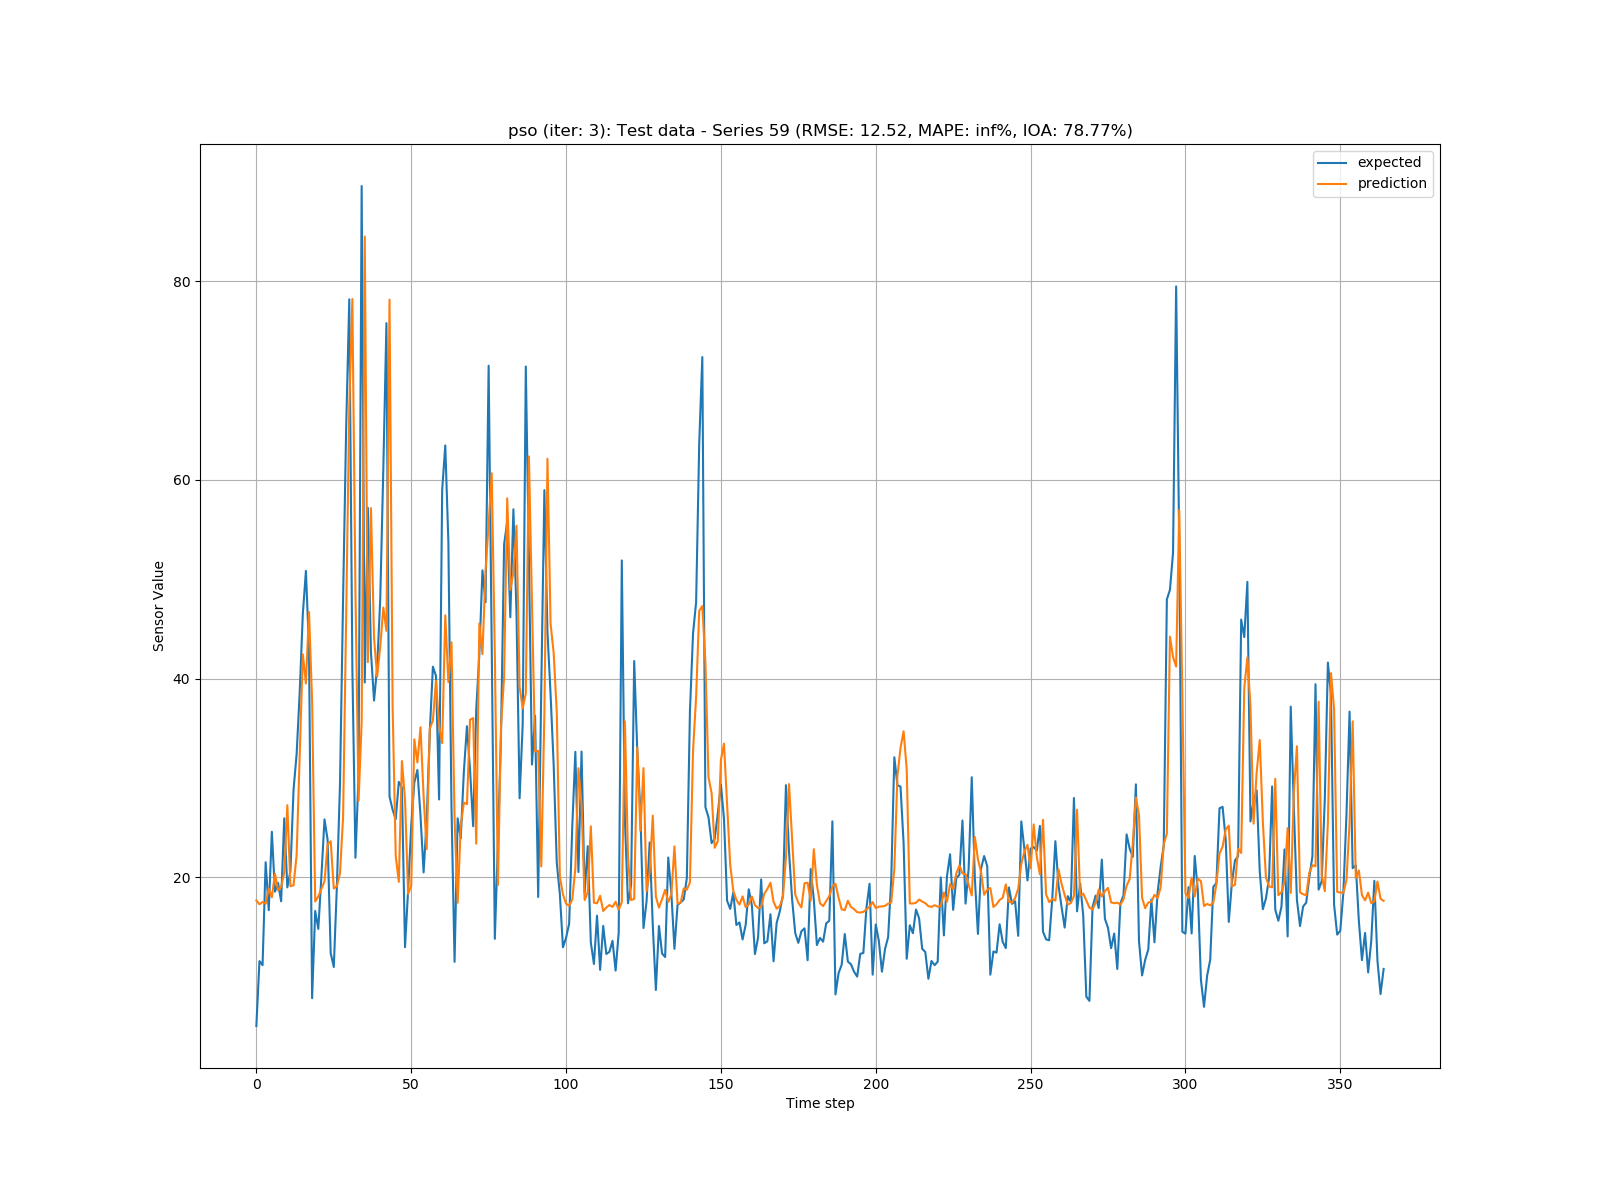 pso (iter: 3): Test data - Series 59 (RMSE: 12.52, MAPE: inf%, IOA: 78.77%)
expected
prediction
80
60
40
20
Sensor Value
0 50 100 150 200 250 300 350
Time step